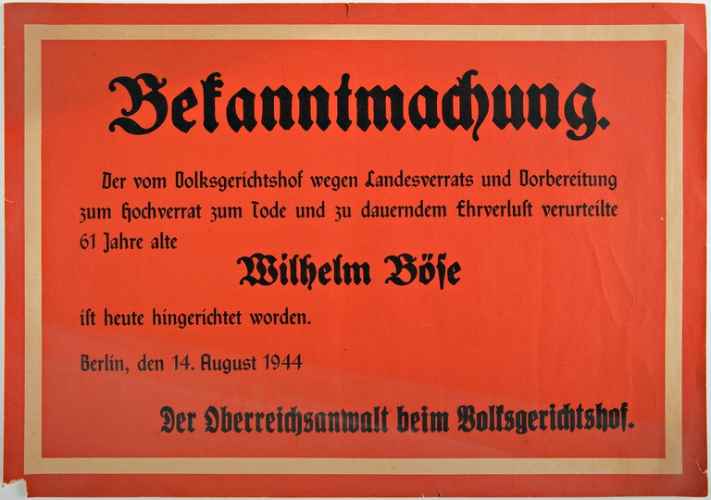 Bekanntmachung.
Der vom Volksgerichtshof wegen Landesverrats und Vorbereitung
zum Hochverrat zum Tode und zu dauerndem Ehrverlust verurteilte
61 Jahre alte
Wilhelm Böse
ist heute hingerichtet worden.
Berlin, den 14. August 1944
Der Oberreichsanwalt beim Volksgerichtshof.